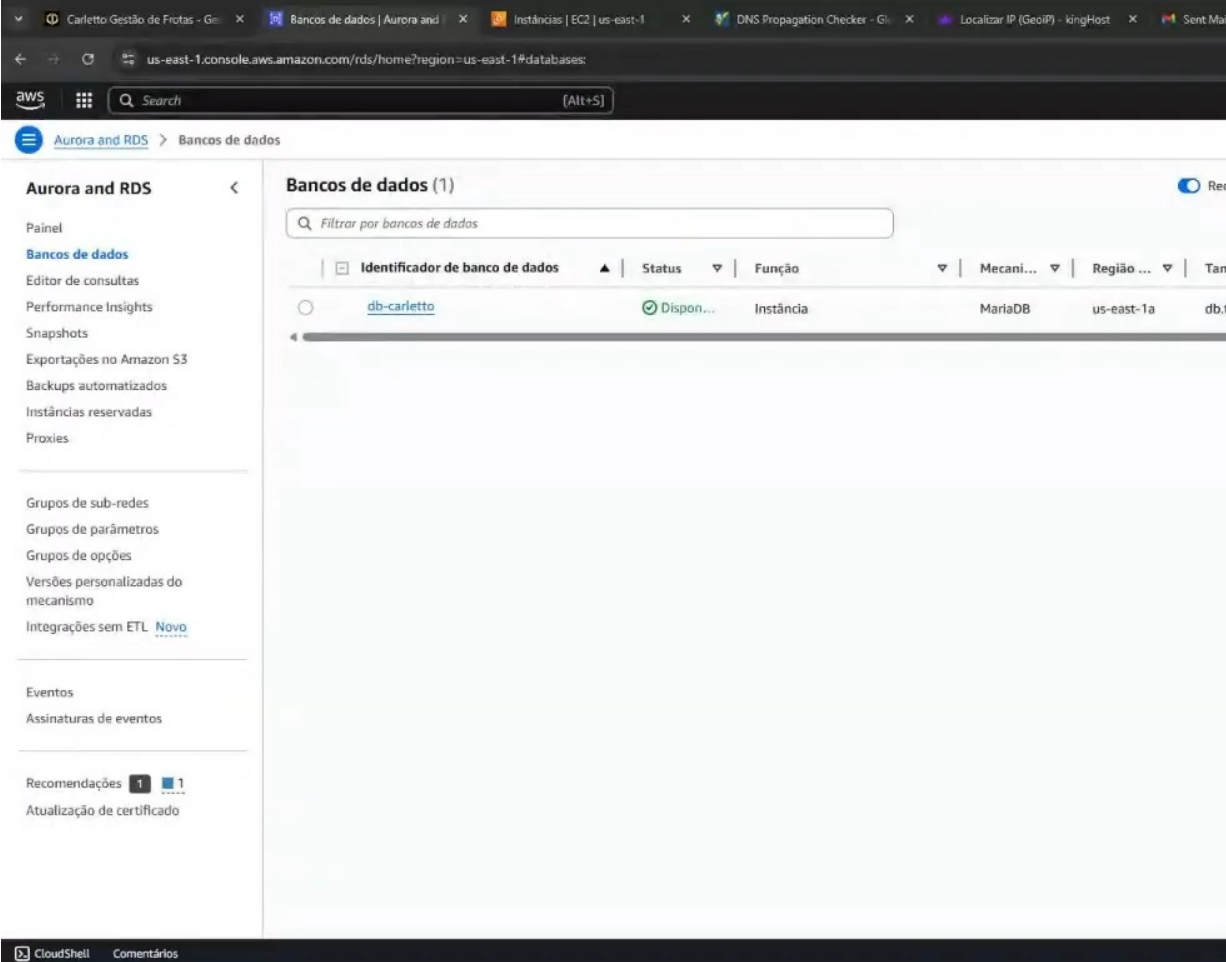 Carletto Gestão de Frotas - Ge
Bancos de dados | Aurora and
Instâncias | EC2 | us-east-1
DNS Propagation Checker - Gl
Localizar IP (GeoIP) - kingHost
Sent Mai
us-east-1.console.aws.amazon.com/rds/home?region=us-east-1#databases:
aws
Search
[Alt+S]
Aurora and RDS > Bancos de dados
Aurora and RDS
Painel
Bancos de dados
Editor de consultas
Performance Insights
Snapshots
Exportações no Amazon S3
Backups automatizados
Instâncias reservadas
Proxies
Grupos de sub-redes
Grupos de parâmetros
Grupos de opções
Versões personalizadas do
mecanismo
Integrações sem ETL Novo
Eventos
Assinaturas de eventos
Recomendações 1 1
Atualização de certificado
Bancos de dados (1)
Rec
Filtrar por bancos de dados
Identificador de banco de dados Status Função Mecani... Região ... Tam
db-carletto Dispon... Instância MariaDB us-east-1a db.t
CloudShell Comentários